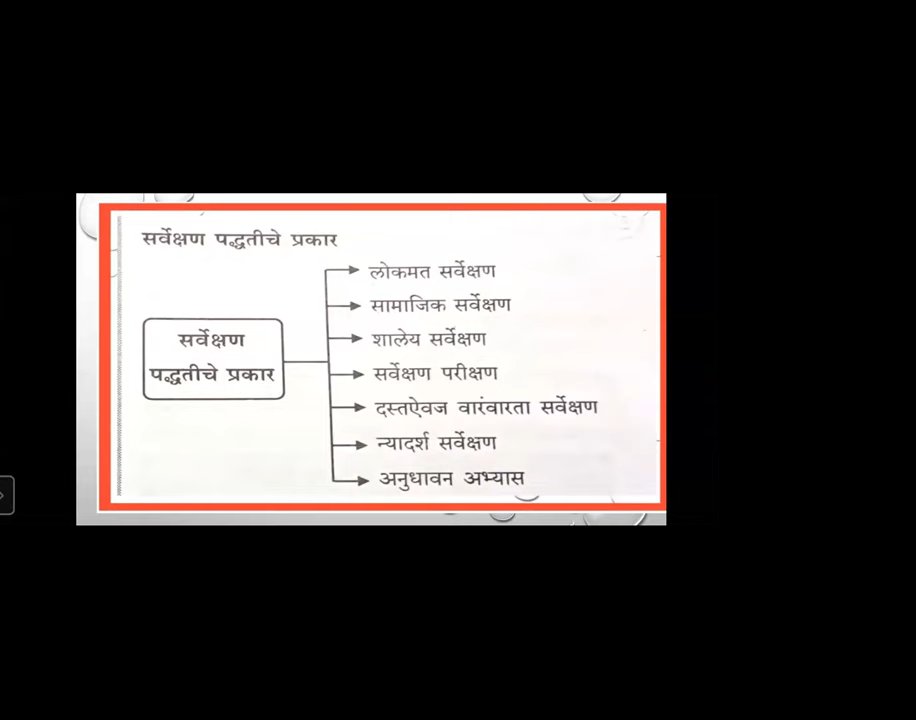 सर्वेक्षण पद्धतीचे प्रकार
सर्वेक्षण
पद्धतीचे प्रकार
लोकमत सर्वेक्षण
सामाजिक सर्वेक्षण
शालेय सर्वेक्षण
सर्वेक्षण परीक्षण
दस्तऐवज वारंवारता सर्वेक्षण
न्यादर्श सर्वेक्षण
अनुधावन अभ्यास